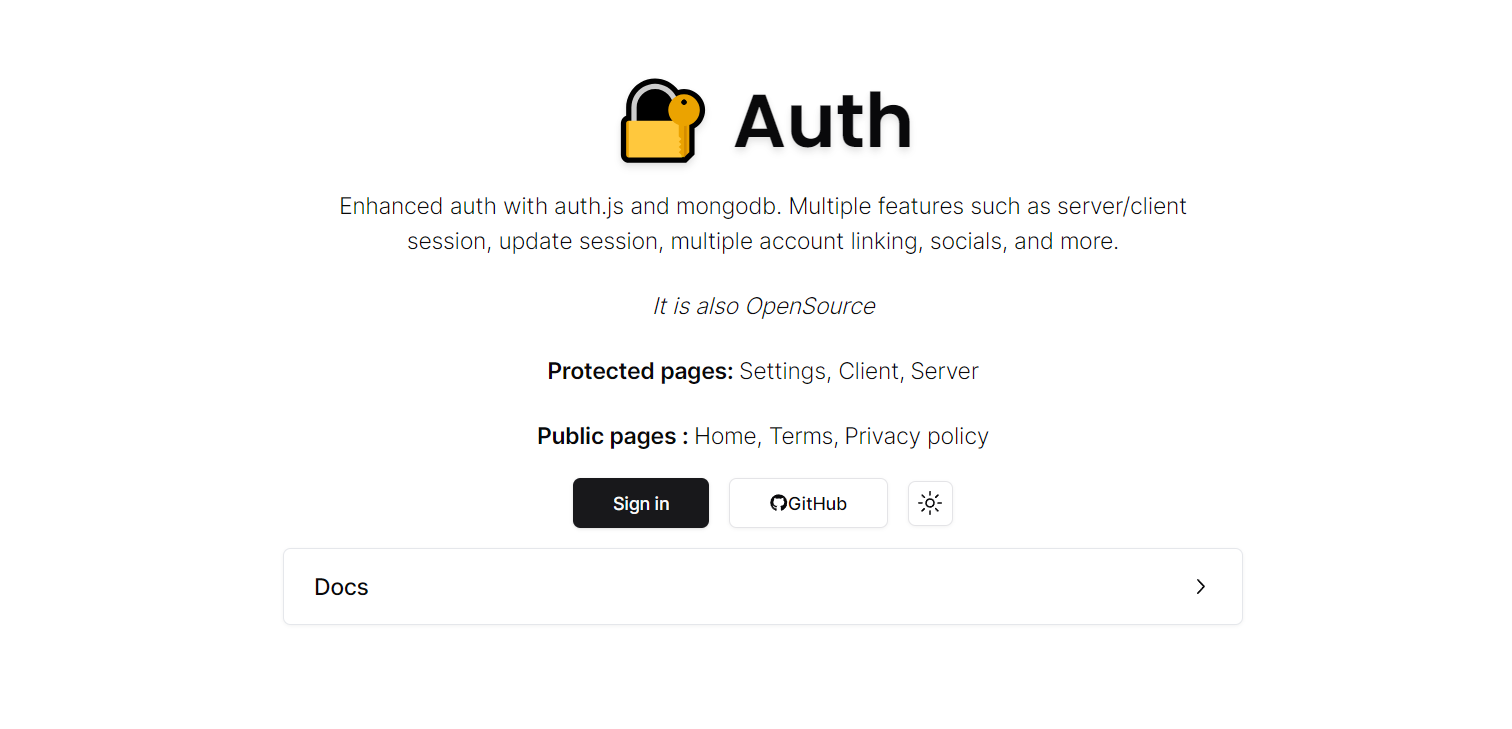 Auth
Enhanced auth with auth.js and mongodb. Multiple features such as server/client
session, update session, multiple account linking, socials, and more.
It is also OpenSource
Protected pages: Settings, Client, Server
Public pages : Home, Terms, Privacy policy
Sign in
GitHub
Docs